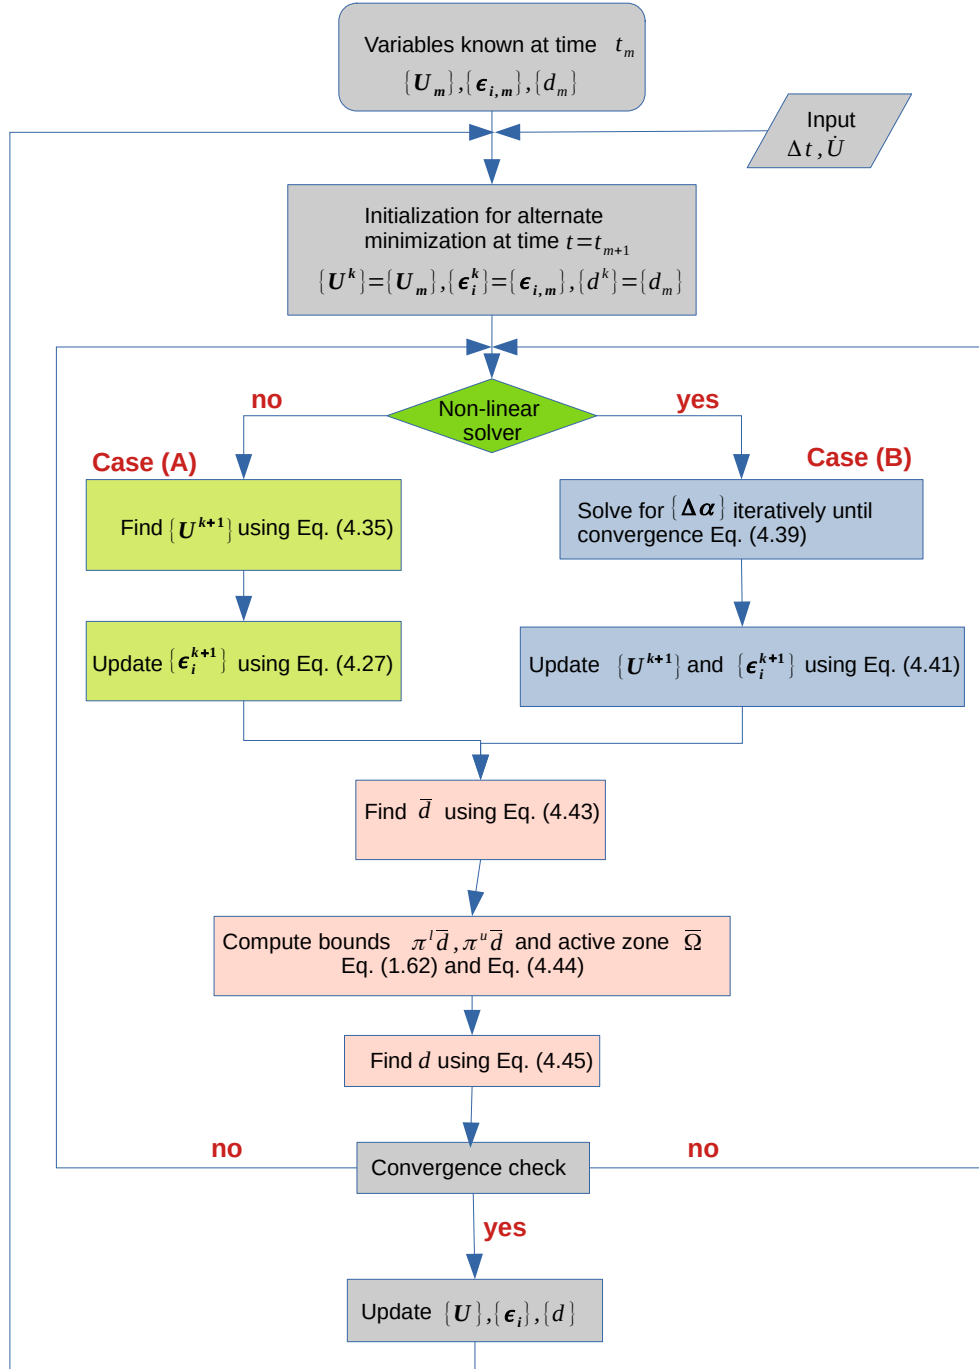 Variables known at time t_m
{U_m},{ϵ_{i,m}},{d_m}
Input
Δt, U̇
Initialization for alternate
minimization at time t=t_{m+1}
{U^k}={U_m},{ϵ_i^k}={ϵ_{i,m}},{d^k}={d_m}
no
yes
Non-linear
solver
Case (A)
Case (B)
Find {U^{k+1}} using Eq. (4.35)
Solve for {Δα} iteratively until
convergence Eq. (4.39)
Update {ϵ_i^{k+1}} using Eq. (4.27)
Update {U^{k+1}} and {ϵ_i^{k+1}} using Eq. (4.41)
Find d̅ using Eq. (4.43)
Compute bounds π^l d̅, π^u d̅ and active zone Ω̅
Eq. (1.62) and Eq. (4.44)
Find d using Eq. (4.45)
no
no
Convergence check
yes
Update {U},{ϵ_i},{d}